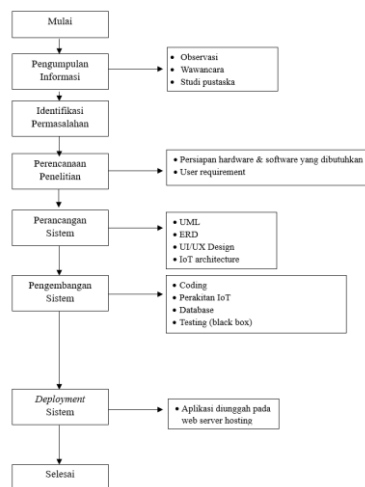 Mulai
Pengumpulan
Informasi
• Observasi
• Wawancara
• Studi pustaska
Identifikasi
Permasalahan
Perencanaan
Penelitian
• Persiapan hardware & software yang dibutuhkan
• User requirement
Perancangan
Sistem
• UML
• ERD
• UI/UX Design
• IoT architecture
Pengembangan
Sistem
• Coding
• Perakitan IoT
• Database
• Testing (black box)
Deployment
Sistem
• Aplikasi diunggah pada
web server hosting
Selesai